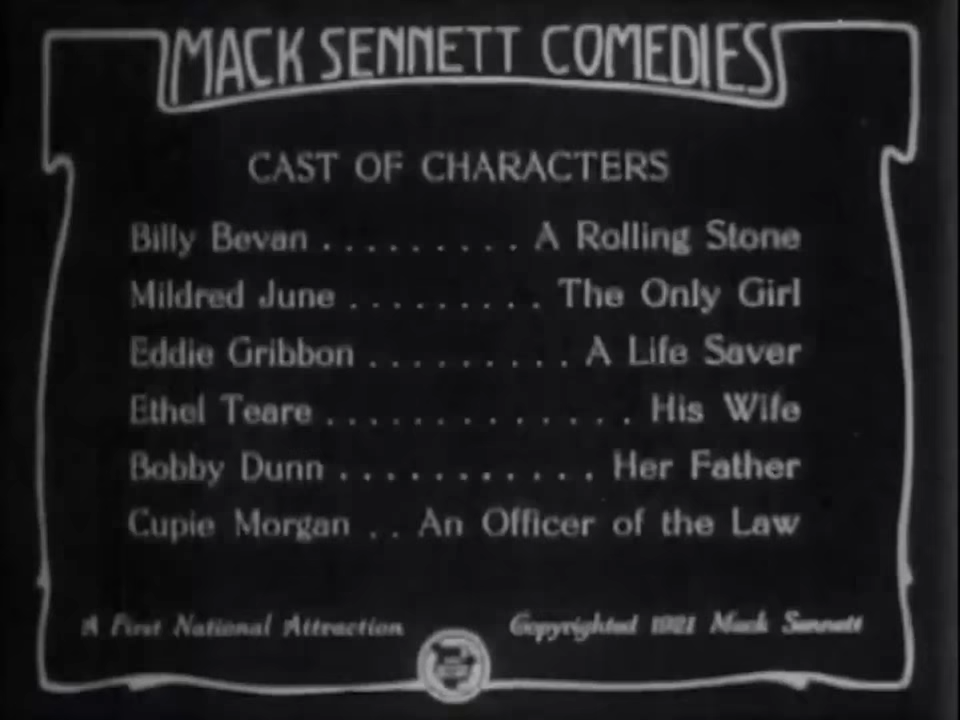 MACK SENNETT COMEDIES
CAST OF CHARACTERS
Billy Bevan . . . . . . . . . . A Rolling Stone
Mildred June . . . . . . . . . The Only Girl
Eddie Gribbon . . . . . . . . . . A Life Saver
Ethel Teare . . . . . . . . . . . . . . His Wife
Bobby Dunn . . . . . . . . . . . . Her Father
Cupie Morgan . . An Officer of the Law
A First National Attraction Copyrighted 1921 Mack Sennett